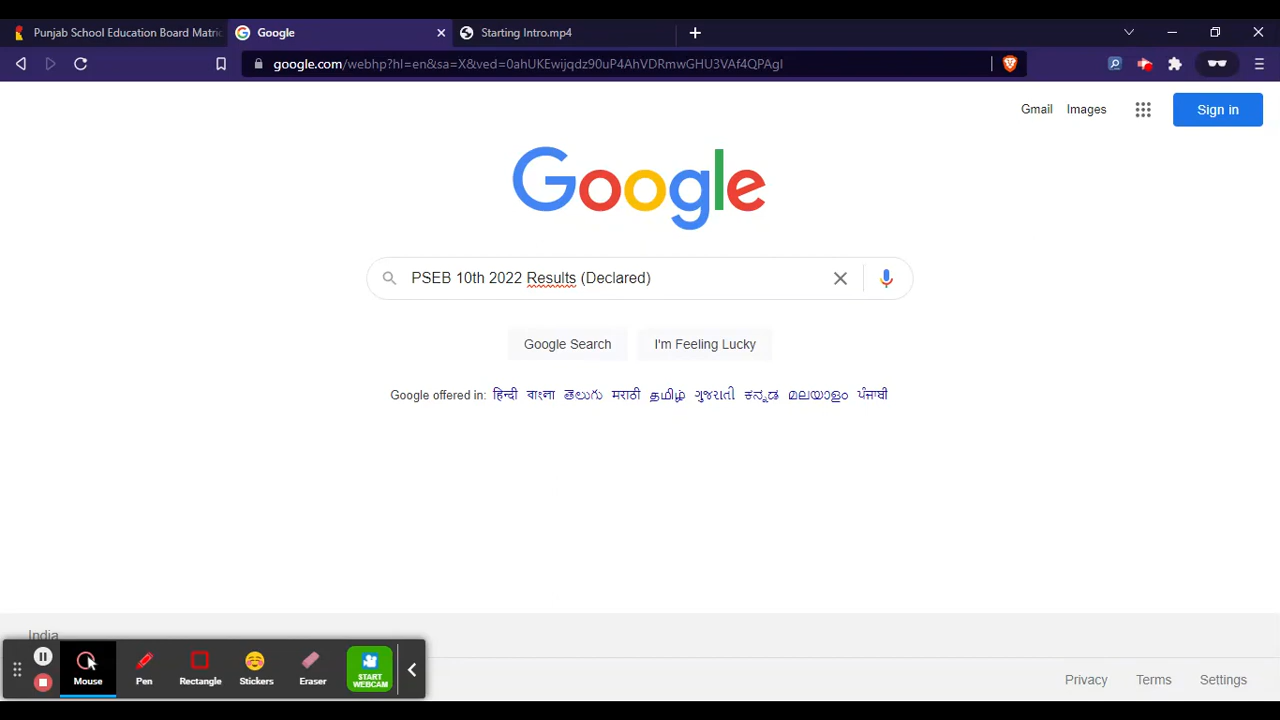 Punjab School Education Board Matric
Google
Starting Intro.mp4
google.com/webhp?hl=en&sa=X&ved=0ahUKEwijqdz90uP4AhVDRmwGHU3VAf4QPAgI
Gmail Images Sign in
Google
PSEB 10th 2022 Results (Declared)
Google Search I'm Feeling Lucky
Google offered in: हिन्दी বাংলা తెలుగు मराठी தமிழ் ગુજરાતી ಕನ್ನಡ മലയാളം ਪੰਜਾਬੀ
India
Mouse Pen Rectangle Stickers Eraser START WEBCAM
Privacy Terms Settings